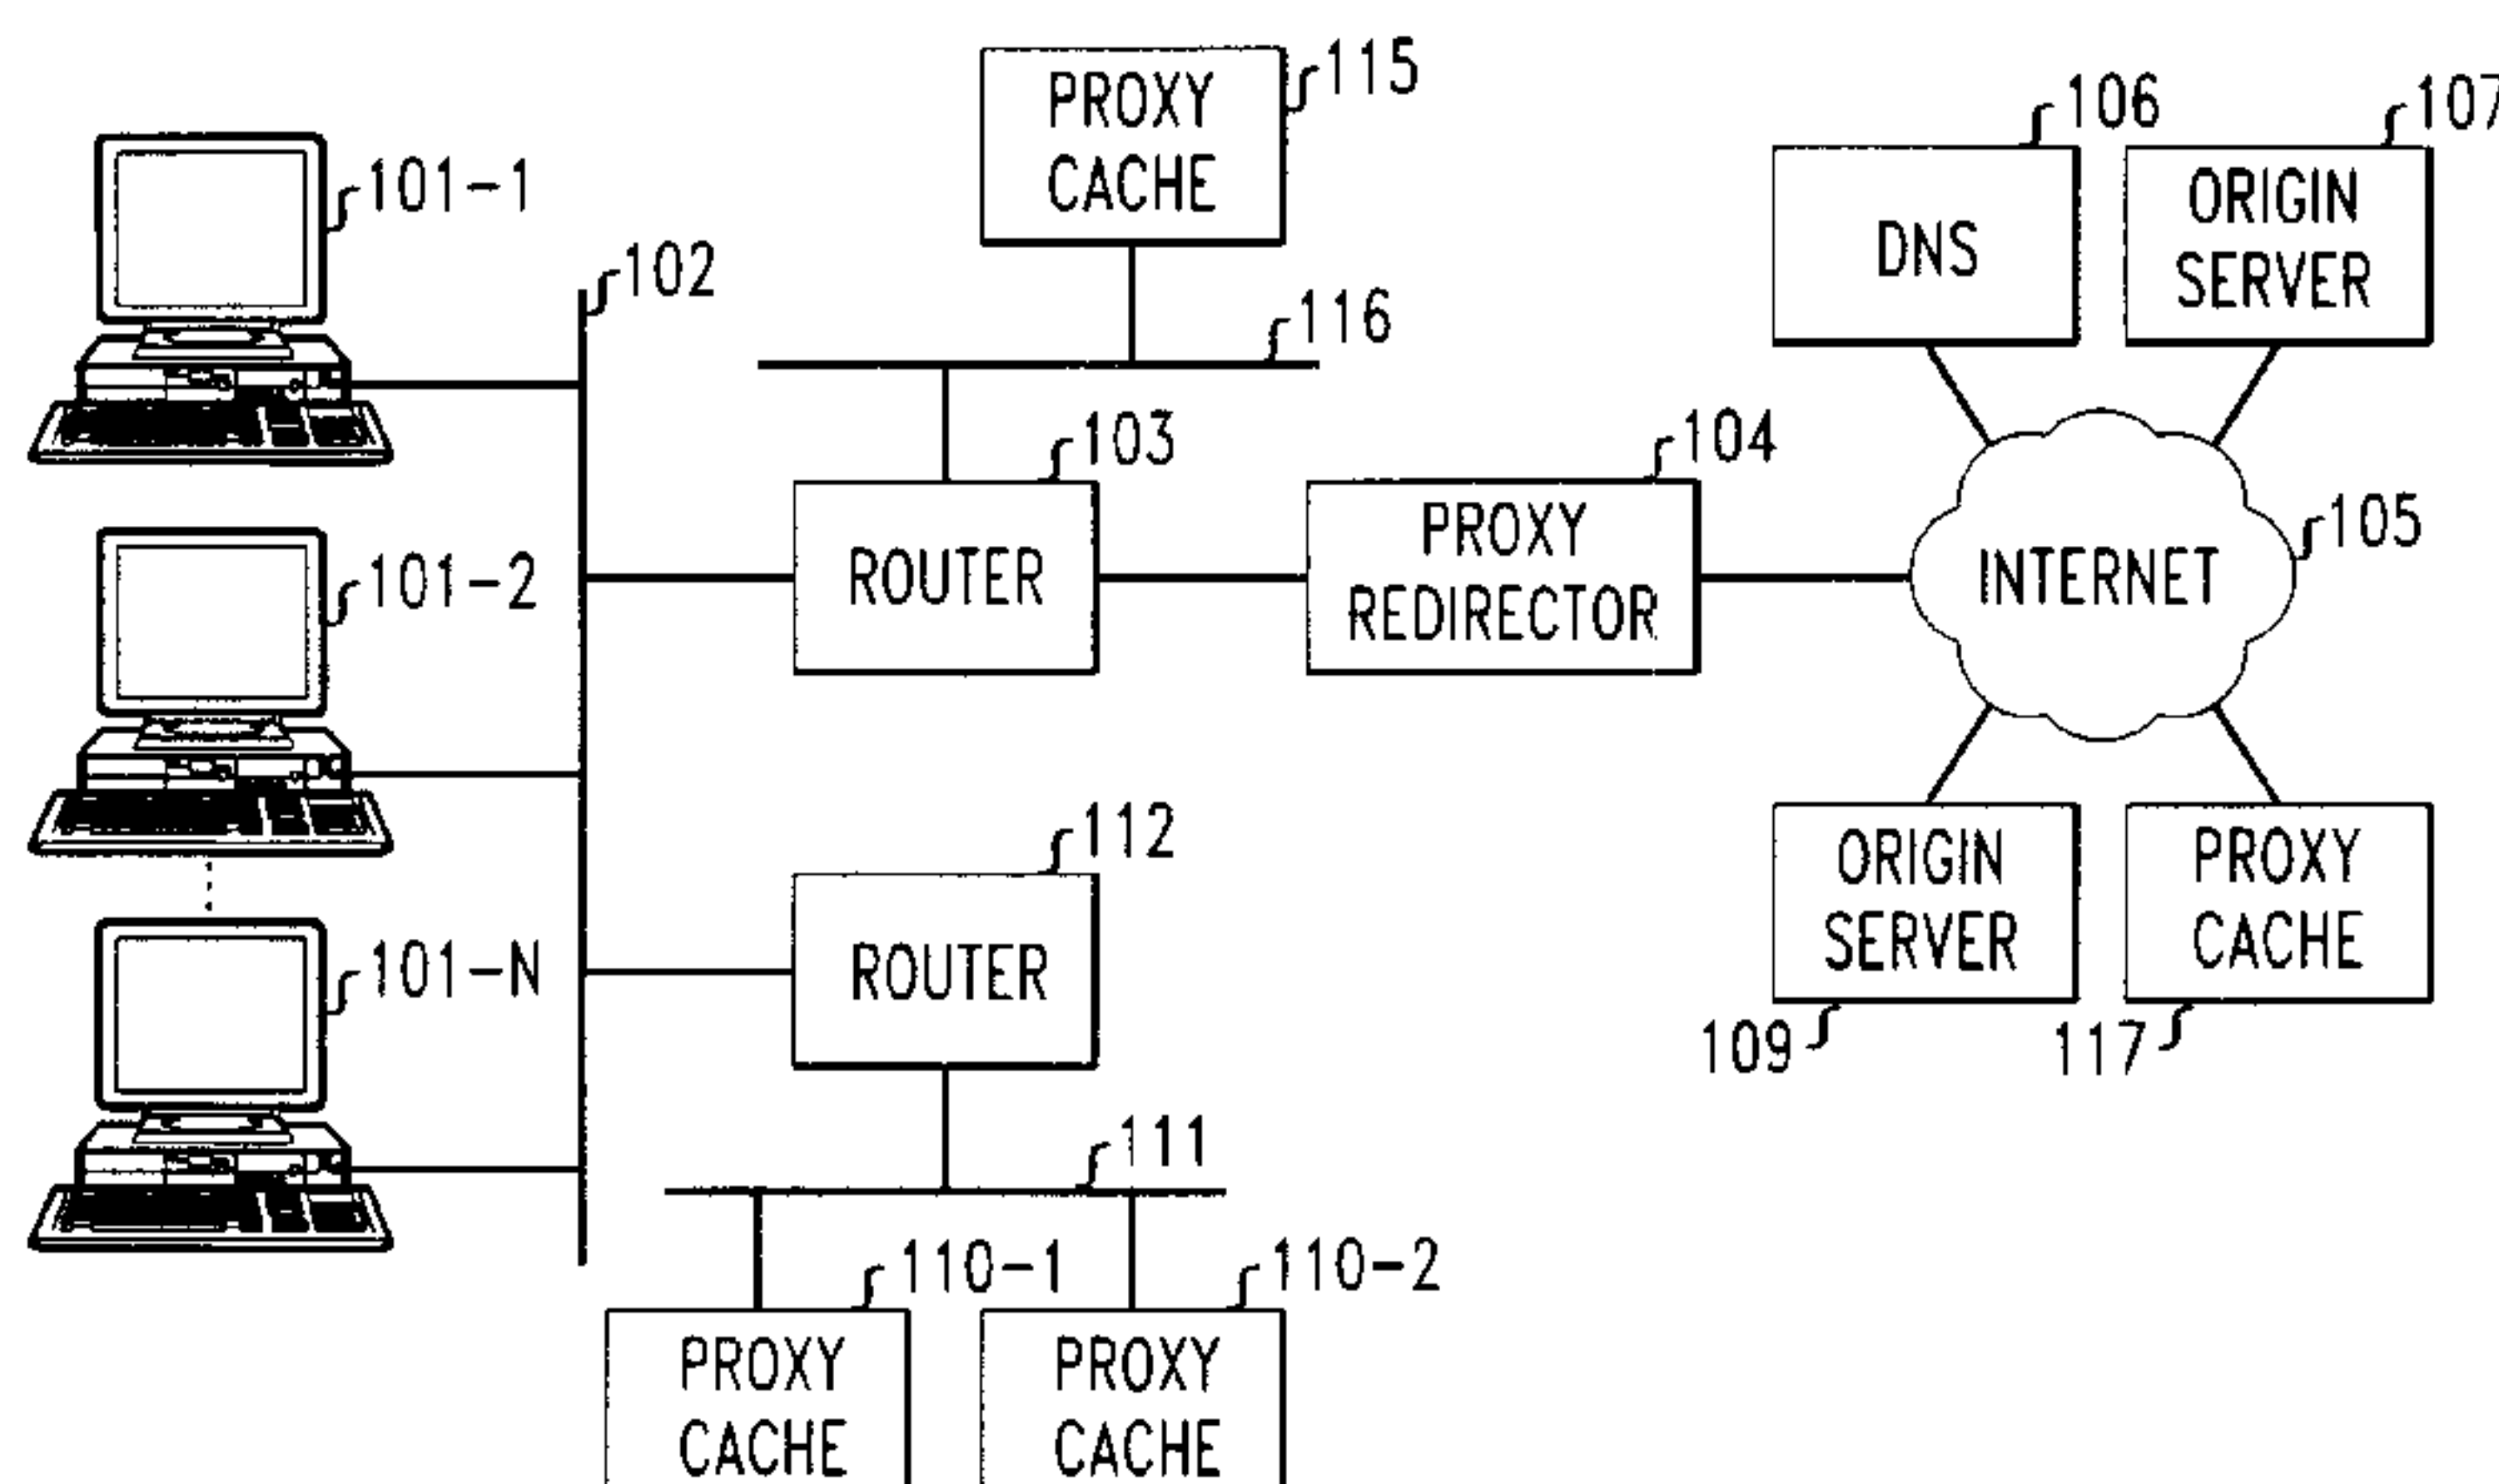 PROXY
CACHE
115
106
107
101-1
DNS
ORIGIN
SERVER
102
116
103
104
ROUTER
PROXY
REDIRECTOR
INTERNET
105
101-2
112
ROUTER
ORIGIN
SERVER
109
PROXY
CACHE
117
101-N
111
110-1
110-2
PROXY
CACHE
PROXY
CACHE